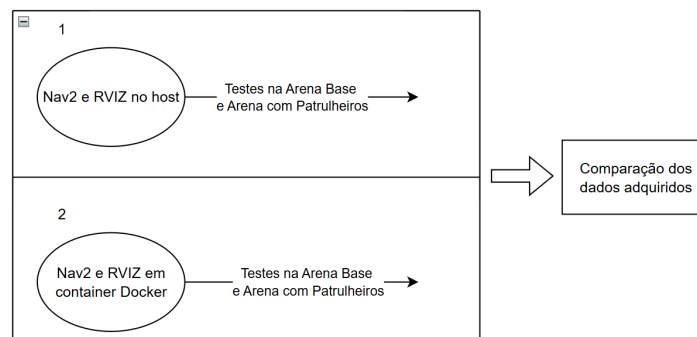 1
Nav2 e RVIZ no host
Testes na Arena Base
e Arena com Patrulheiros
2
Nav2 e RVIZ em
container Docker
Testes na Arena Base
e Arena com Patrulheiros
Comparação dos
dados adquiridos